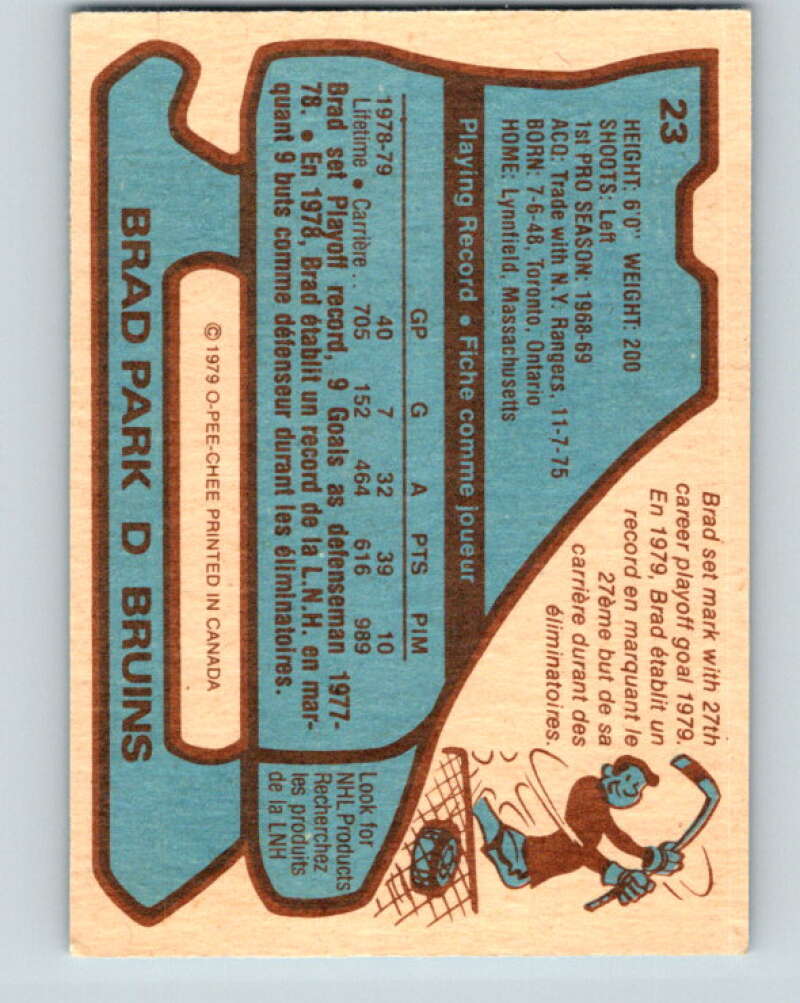 23
HEIGHT: 6'0" WEIGHT: 200
SHOOTS: Left
1st PRO SEASON: 1968-69
ACQ: Trade with N.Y. Rangers, 11-7-75
BORN: 7-6-48, Toronto, Ontario
HOME: Lynnfield, Massachusetts
Brad set mark with 27th
career playoff goal 1979.
En 1979, Brad établit un
record en marquant le
27ème but de sa
carrière durant des
éliminatoires.
Playing Record • Fiche comme joueur
GP G A PTS PIM
1978-79 40 7 32 39 10
Lifetime • Carrière .. 705 152 464 616 989
Brad set Playoff record, 9 Goals as defenseman 1977-
78. • En 1978, Brad établit un record de la L.N.H. en mar-
quant 9 buts comme défenseur durant les éliminatoires.
Look for
NHL Products
Recherchez
les produits
de la LNH
© 1979 O-PEE-CHEE PRINTED IN CANADA
BRAD PARK D BRUINS